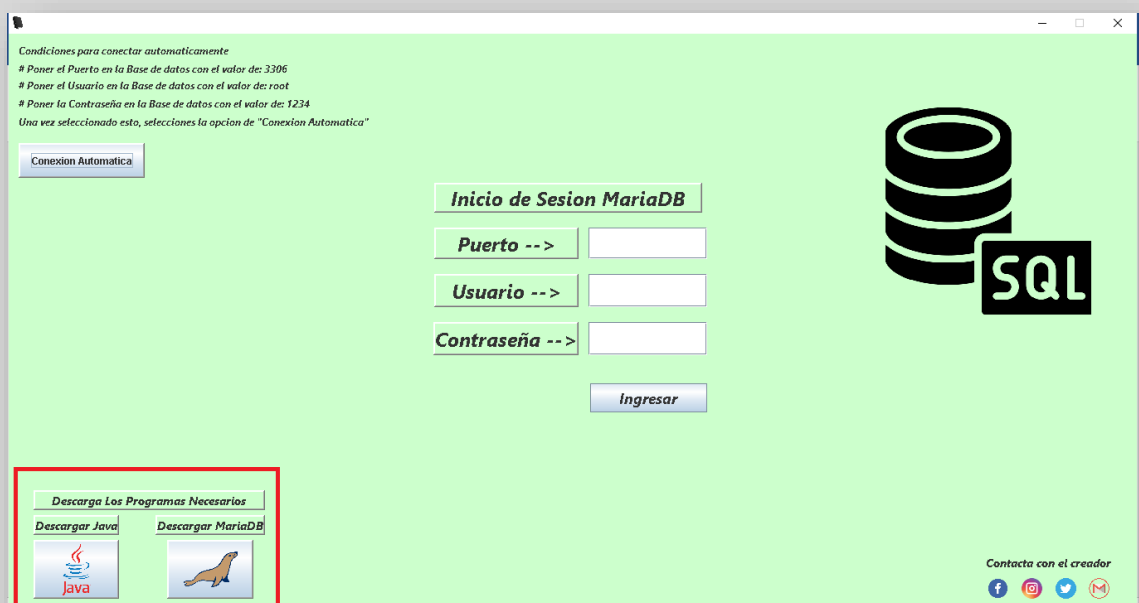 Condiciones para conectar automaticamente
# Poner el Puerto en la Base de datos con el valor de: 3306
# Poner el Usuario en la Base de datos con el valor de: root
# Poner la Contraseña en la Base de datos con el valor de: 1234
Una vez seleccionado esto, selecciones la opcion de "Conexion Automatica"
Conexion Automatica
Inicio de Sesion MariaDB
Puerto -->
Usuario -->
Contraseña -->
Ingresar
SQL
Descarga Los Programas Necesarios
Descargar Java
Descargar MariaDB
Java
Contacta con el creador